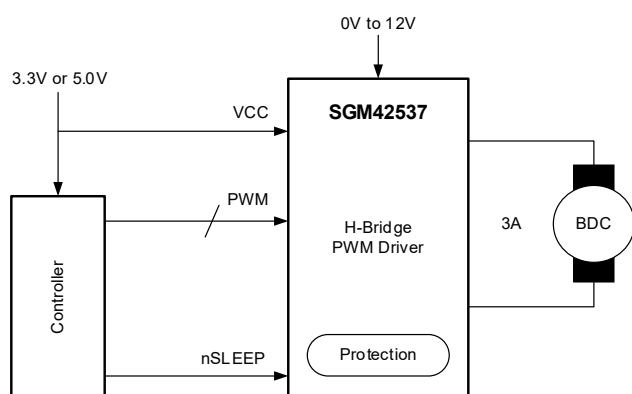 0V to 12V
3.3V or 5.0V
VCC
SGM42537
PWM
H-Bridge
PWM Driver
3A
BDC
Controller
nSLEEP
Protection